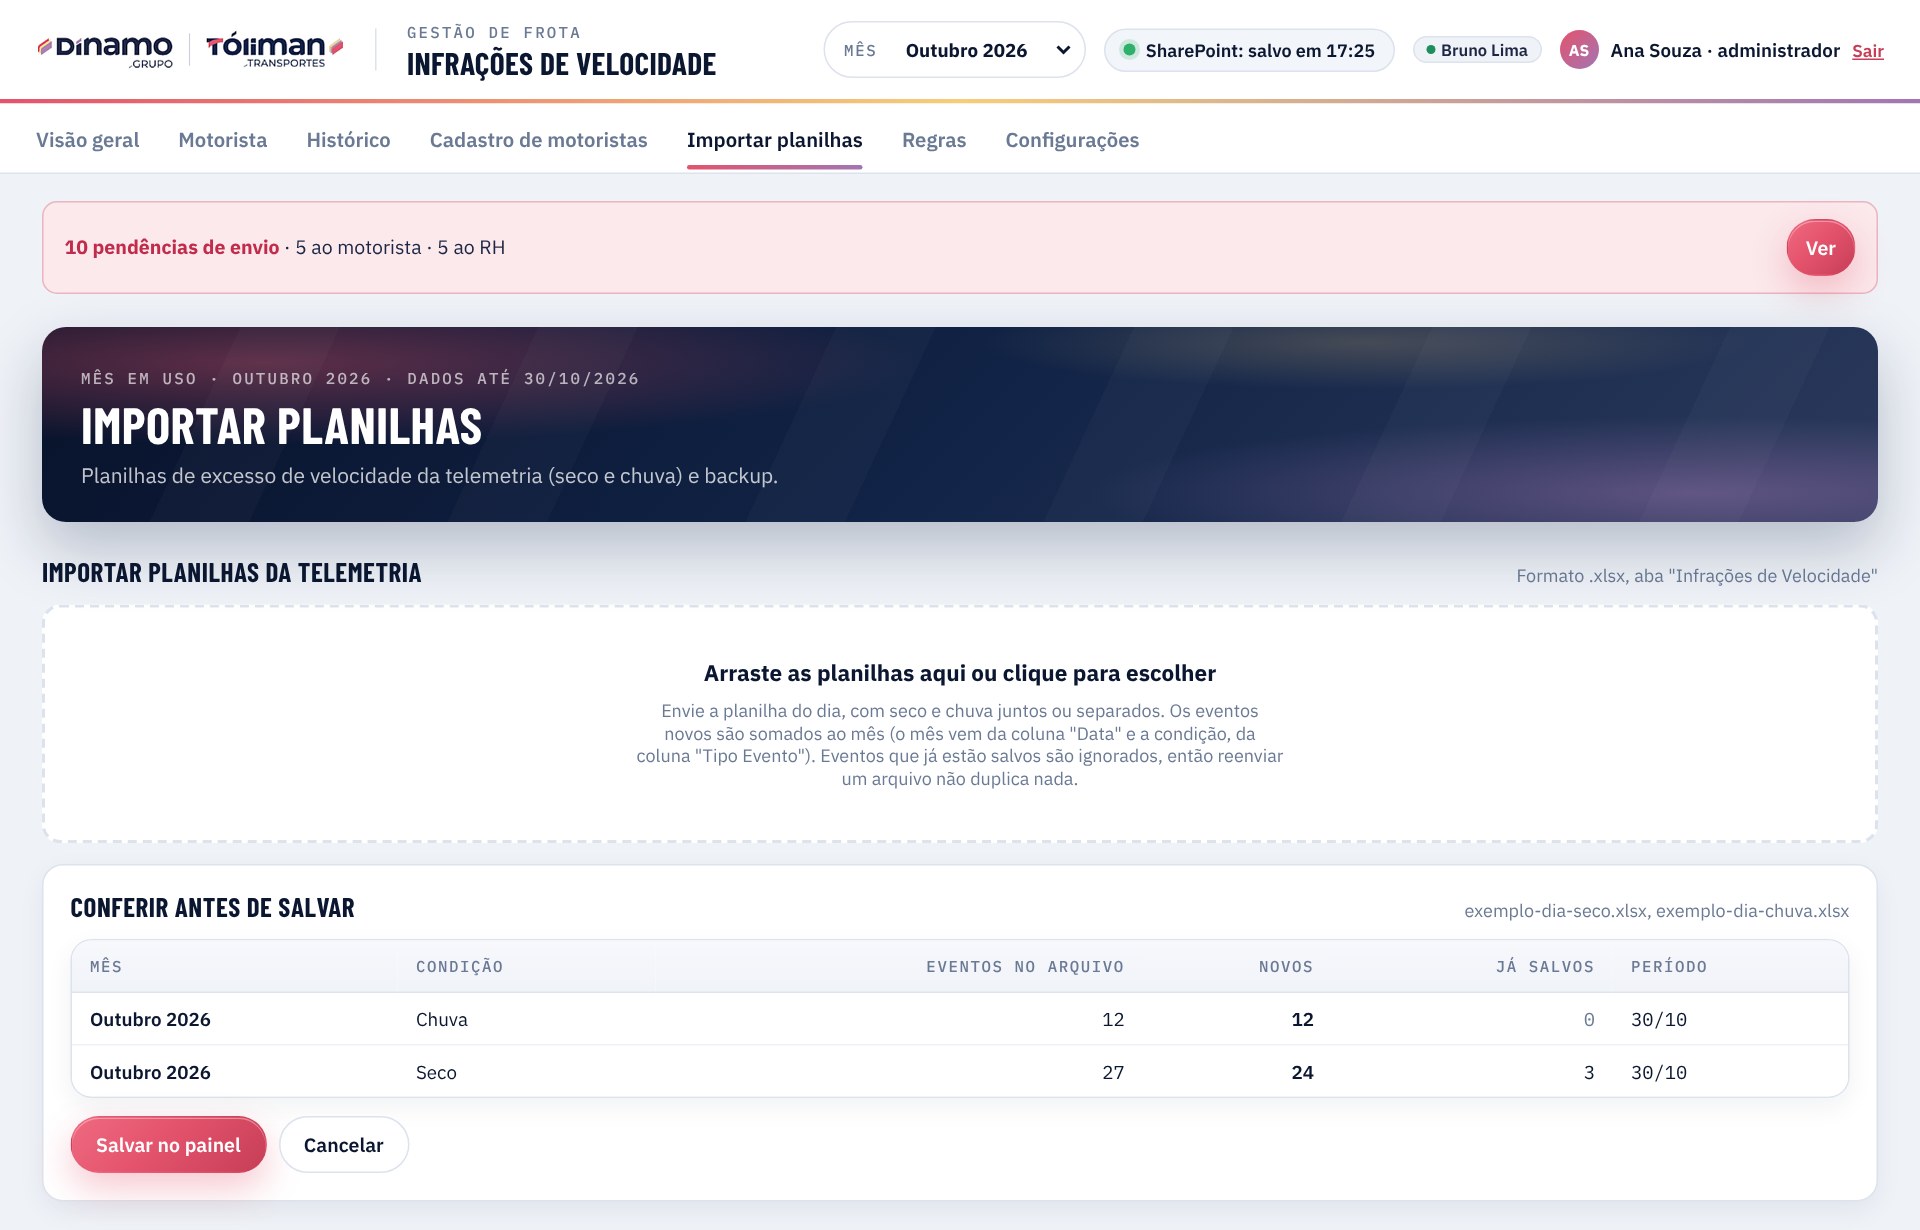 DINAMO
.GRUPO
Tóliman
.TRANSPORTES
GESTÃO DE FROTA
INFRAÇÕES DE VELOCIDADE
MÊS Outubro 2026
SharePoint: salvo em 17:25
Bruno Lima
AS
Ana Souza · administrador
Sair
Visão geral Motorista Histórico Cadastro de motoristas Importar planilhas Regras Configurações
10 pendências de envio · 5 ao motorista · 5 ao RH
Ver
MÊS EM USO · OUTUBRO 2026 · DADOS ATÉ 30/10/2026
IMPORTAR PLANILHAS
Planilhas de excesso de velocidade da telemetria (seco e chuva) e backup.
IMPORTAR PLANILHAS DA TELEMETRIA
Formato .xlsx, aba "Infrações de Velocidade"
Arraste as planilhas aqui ou clique para escolher
Envie a planilha do dia, com seco e chuva juntos ou separados. Os eventos
novos são somados ao mês (o mês vem da coluna "Data" e a condição, da
coluna "Tipo Evento"). Eventos que já estão salvos são ignorados, então reenviar
um arquivo não duplica nada.
CONFERIR ANTES DE SALVAR
exemplo-dia-seco.xlsx, exemplo-dia-chuva.xlsx
MÊS CONDIÇÃO EVENTOS NO ARQUIVO NOVOS JÁ SALVOS PERÍODO
Outubro 2026 Chuva 12 12 0 30/10
Outubro 2026 Seco 27 24 3 30/10
Salvar no painel
Cancelar